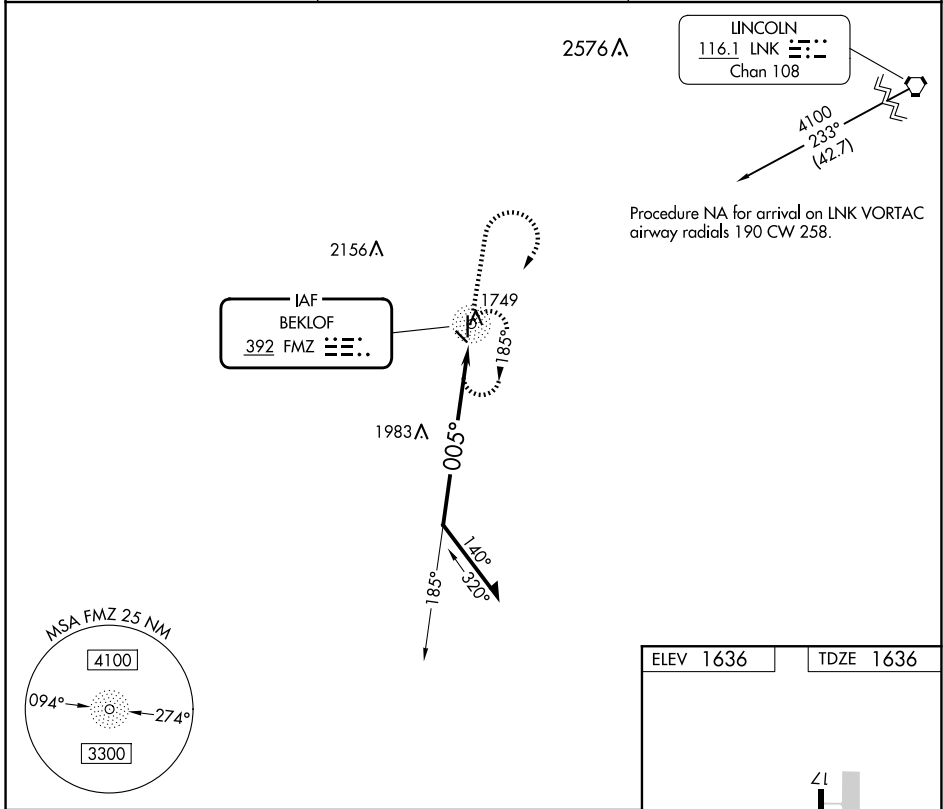 2576
LINCOLN
116.1 LNK
Chan 108
4100
233°
(42.7)
Procedure NA for arrival on LNK VORTAC
airway radials 190 CW 258.
2156
IAF
BEKLOF
392 FMZ
1749
185°
1983
005°
140°
320°
185°
MSA FMZ 25 NM
4100
094°
274°
3300
ELEV 1636
TDZE 1636
17